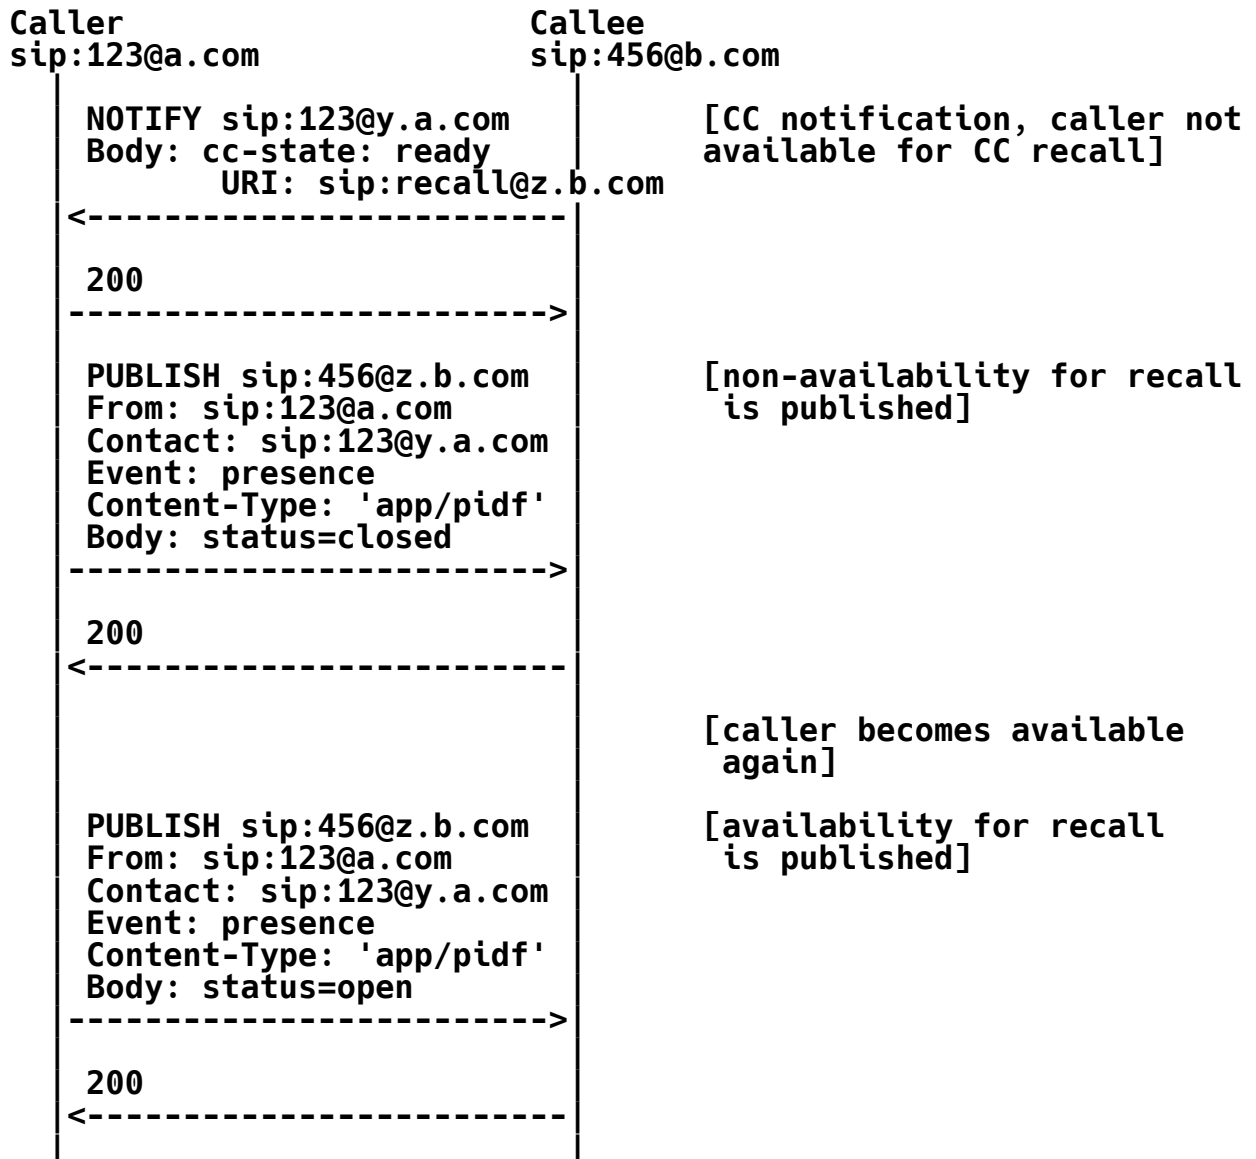 Caller                     Callee
sip:123@a.com              sip:456@b.com
  |                          |
  | NOTIFY sip:123@y.a.com   |      [CC notification, caller not
  | Body: cc-state: ready    |      available for CC recall]
  |        URI: sip:recall@z.b.com
  |<-------------------------|
  |                          |
  | 200                      |
  |------------------------->|
  |                          |
  | PUBLISH sip:456@z.b.com  |      [non-availability for recall
  | From: sip:123@a.com      |       is published]
  | Contact: sip:123@y.a.com |
  | Event: presence          |
  | Content-Type: 'app/pidf' |
  | Body: status=closed      |
  |------------------------->|
  |                          |
  | 200                      |
  |<-------------------------|
  |                          |
  |                          |      [caller becomes available
  |                          |       again]
  |                          |
  | PUBLISH sip:456@z.b.com  |      [availability for recall
  | From: sip:123@a.com      |       is published]
  | Contact: sip:123@y.a.com |
  | Event: presence          |
  | Content-Type: 'app/pidf' |
  | Body: status=open        |
  |------------------------->|
  |                          |
  | 200                      |
  |<-------------------------|
  |                          |